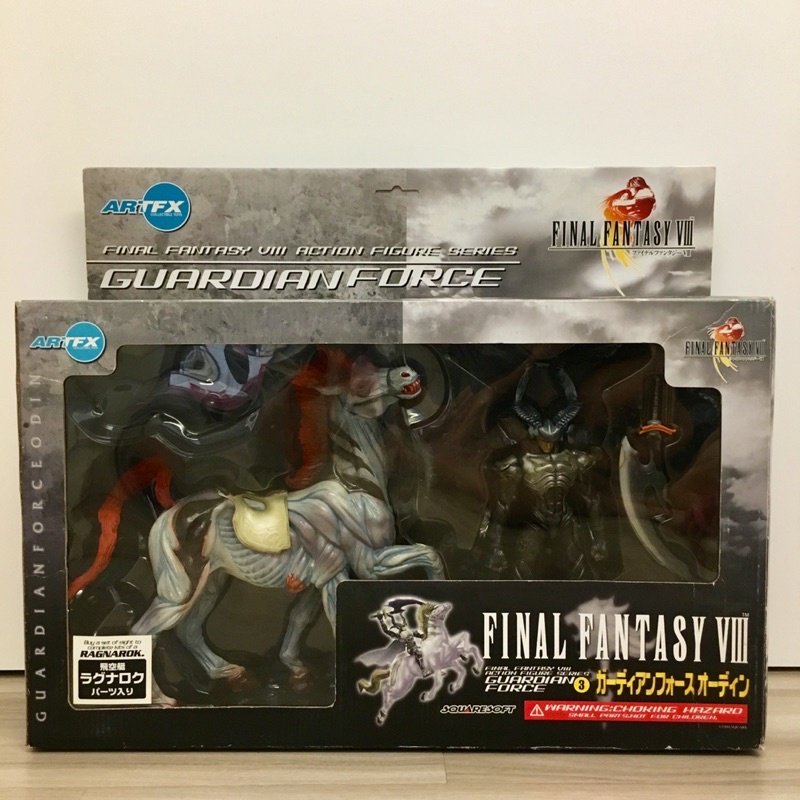 ARTFX
COLLECTIBLE TOYS
FINAL FANTASY VIII ACTION FIGURE SERIES
GUARDIAN FORCE
FINAL FANTASY VIII
ファイナルファンタジーVIII
ARTFX
FINAL FANTASY VIII
GUARDIAN FORCE ODIN
Buy a set of eight to
complete kits of a
RAGNAROK.
飛空艇
ラグナロク
パーツ入り
FINAL FANTASY VIII
TM
FINAL FANTASY VIII
ACTION FIGURE SERIES
GUARDIAN
FORCE
3 ガーディアンフォース オーディン
SQUARESOFT
WARNING:CHOKING HAZARD
SMALL PARTS.NOT FOR CHILDREN.